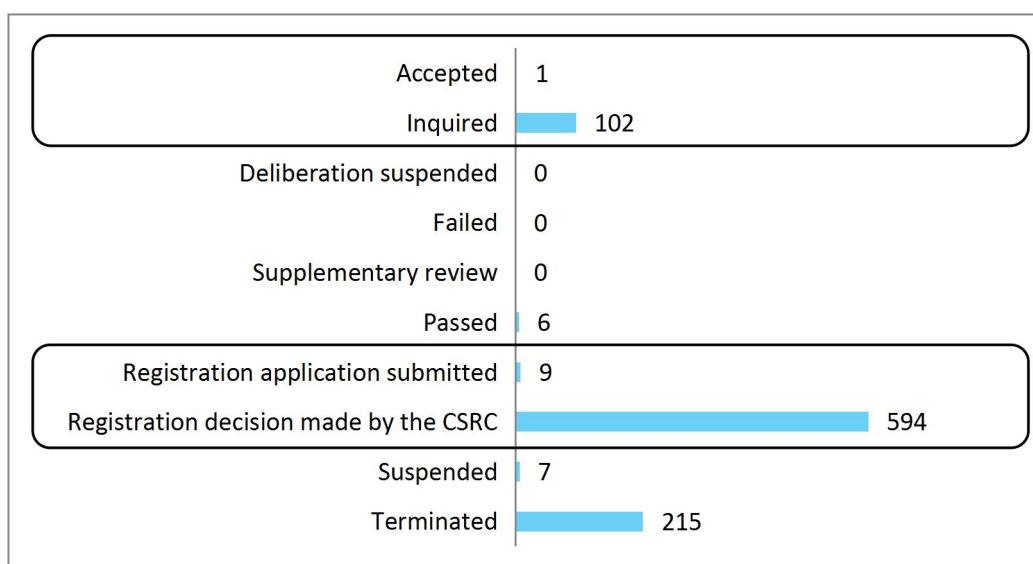 Accepted 1
Inquired 102
Deliberation suspended 0
Failed 0
Supplementary review 0
Passed 6
Registration application submitted 9
Registration decision made by the CSRC 594
Suspended 7
Terminated 215